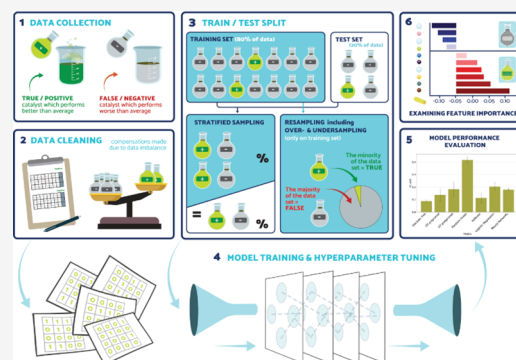 1 DATA COLLECTION
TRUE / POSITIVE
catalyst which performs
better than average
FALSE / NEGATIVE
catalyst which performs
worse than average
2 DATA CLEANING
compensations made
due to data imbalance
3 TRAIN / TEST SPLIT
TRAINING SET (80% of data)
TEST SET
(20% of data)
STRATIFIED SAMPLING
%
=
%
RESAMPLING including
OVER- & UNDERSAMPLING
(only on training set)
The minority
of the data
set = TRUE
The majority
of the data
set =
FALSE
4 MODEL TRAINING & HYPERPARAMETER TUNING
5 MODEL PERFORMANCE
EVALUATION
6
-0.10 -0.05 0.00 0.05 0.10
EXAMINING FEATURE IMPORTANCE